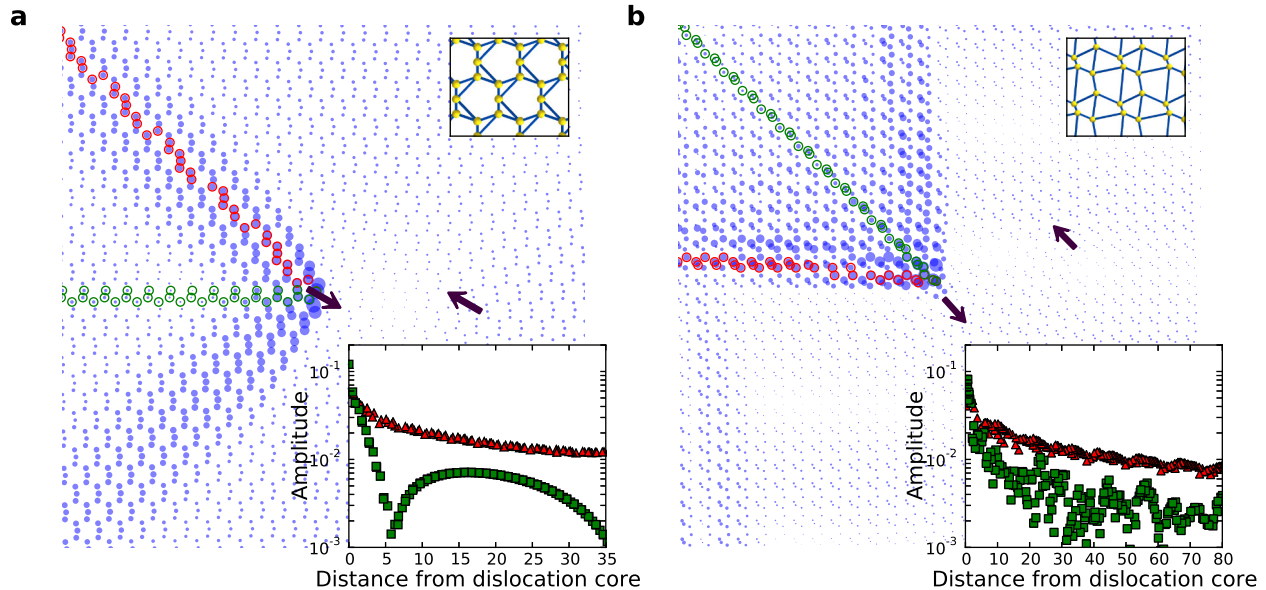 a
b
Amplitude
10⁻¹
10⁻²
10⁻³
0 5 10 15 20 25 30 35
Distance from dislocation core
Amplitude
10⁻¹
10⁻²
10⁻³
0 10 20 30 40 50 60 70 80
Distance from dislocation core